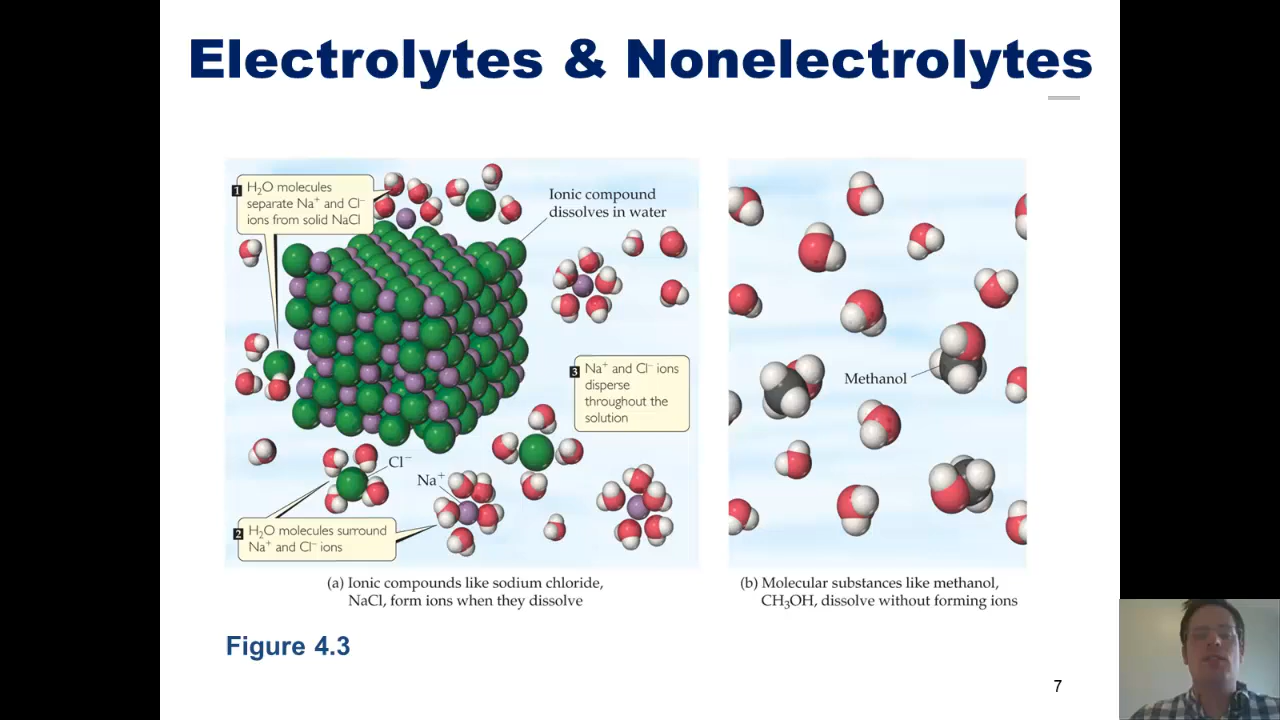 Electrolytes & Nonelectrolytes
1 H₂O molecules
separate Na⁺ and Cl⁻
ions from solid NaCl
Ionic compound
dissolves in water
3 Na⁺ and Cl⁻ ions
disperse
throughout the
solution
Cl⁻
Na⁺
2 H₂O molecules surround
Na⁺ and Cl⁻ ions
(a) Ionic compounds like sodium chloride,
NaCl, form ions when they dissolve
Methanol
(b) Molecular substances like methanol,
CH₃OH, dissolve without forming ions
Figure 4.3
7